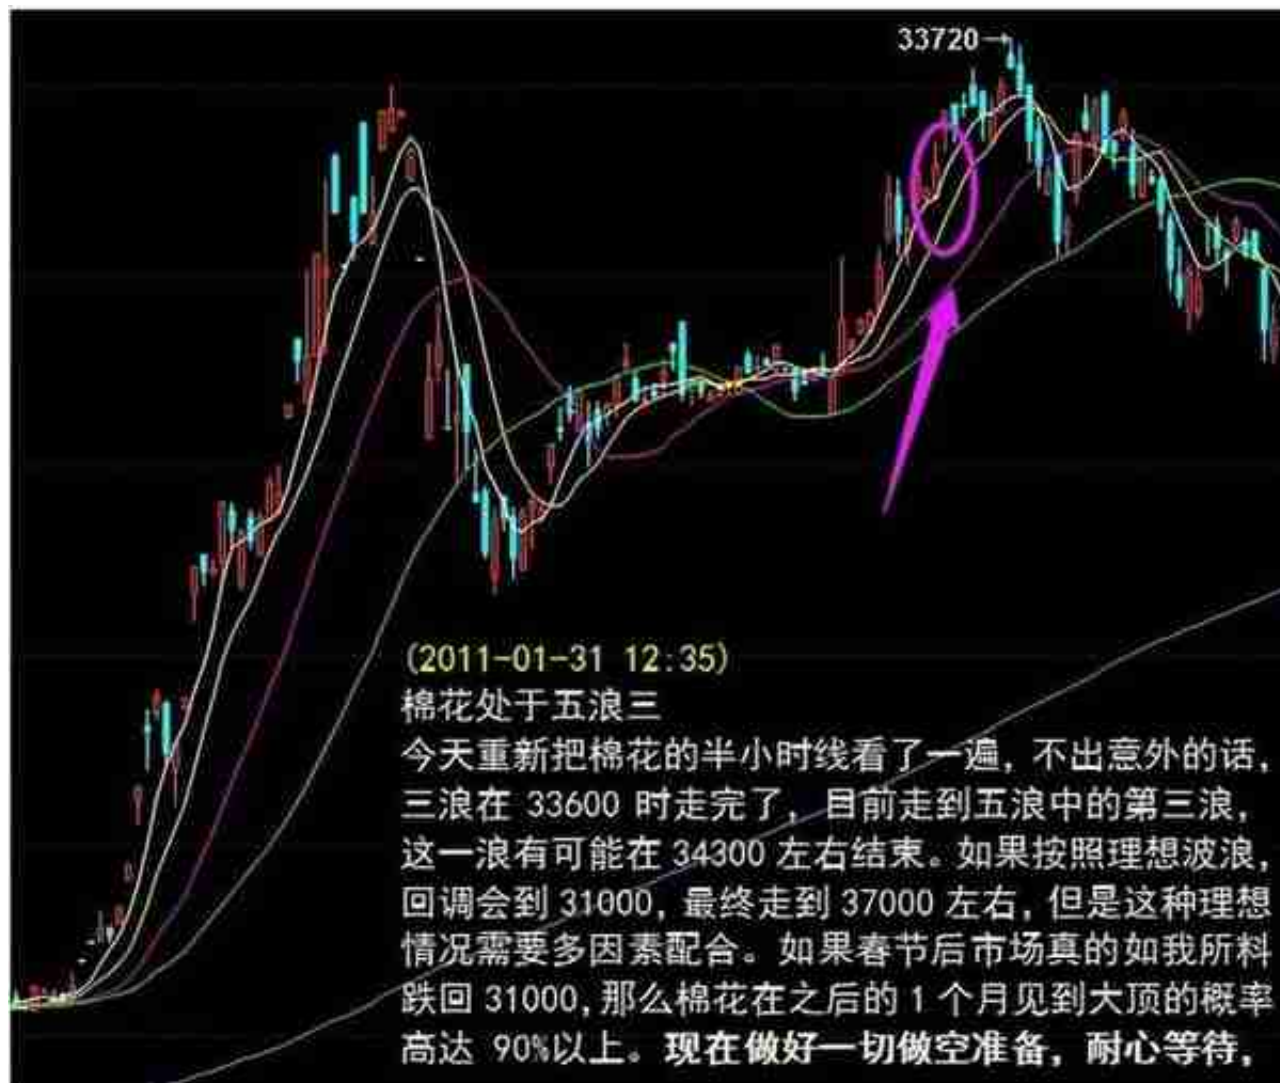 33720→
(2011-01-31 12:35)
棉花处于五浪三
今天重新把棉花的半小时线看了一遍，不出意外的话，
三浪在 33600 时走完了，目前走到五浪中的第三浪，
这一浪有可能在 34300 左右结束。如果按照理想波浪，
回调会到 31000，最终走到 37000 左右，但是这种理想
情况需要多因素配合。如果春节后市场真的如我所料
跌回 31000，那么棉花在之后的 1 个月见到大顶的概率
高达 90%以上。现在做好一切做空准备，耐心等待，